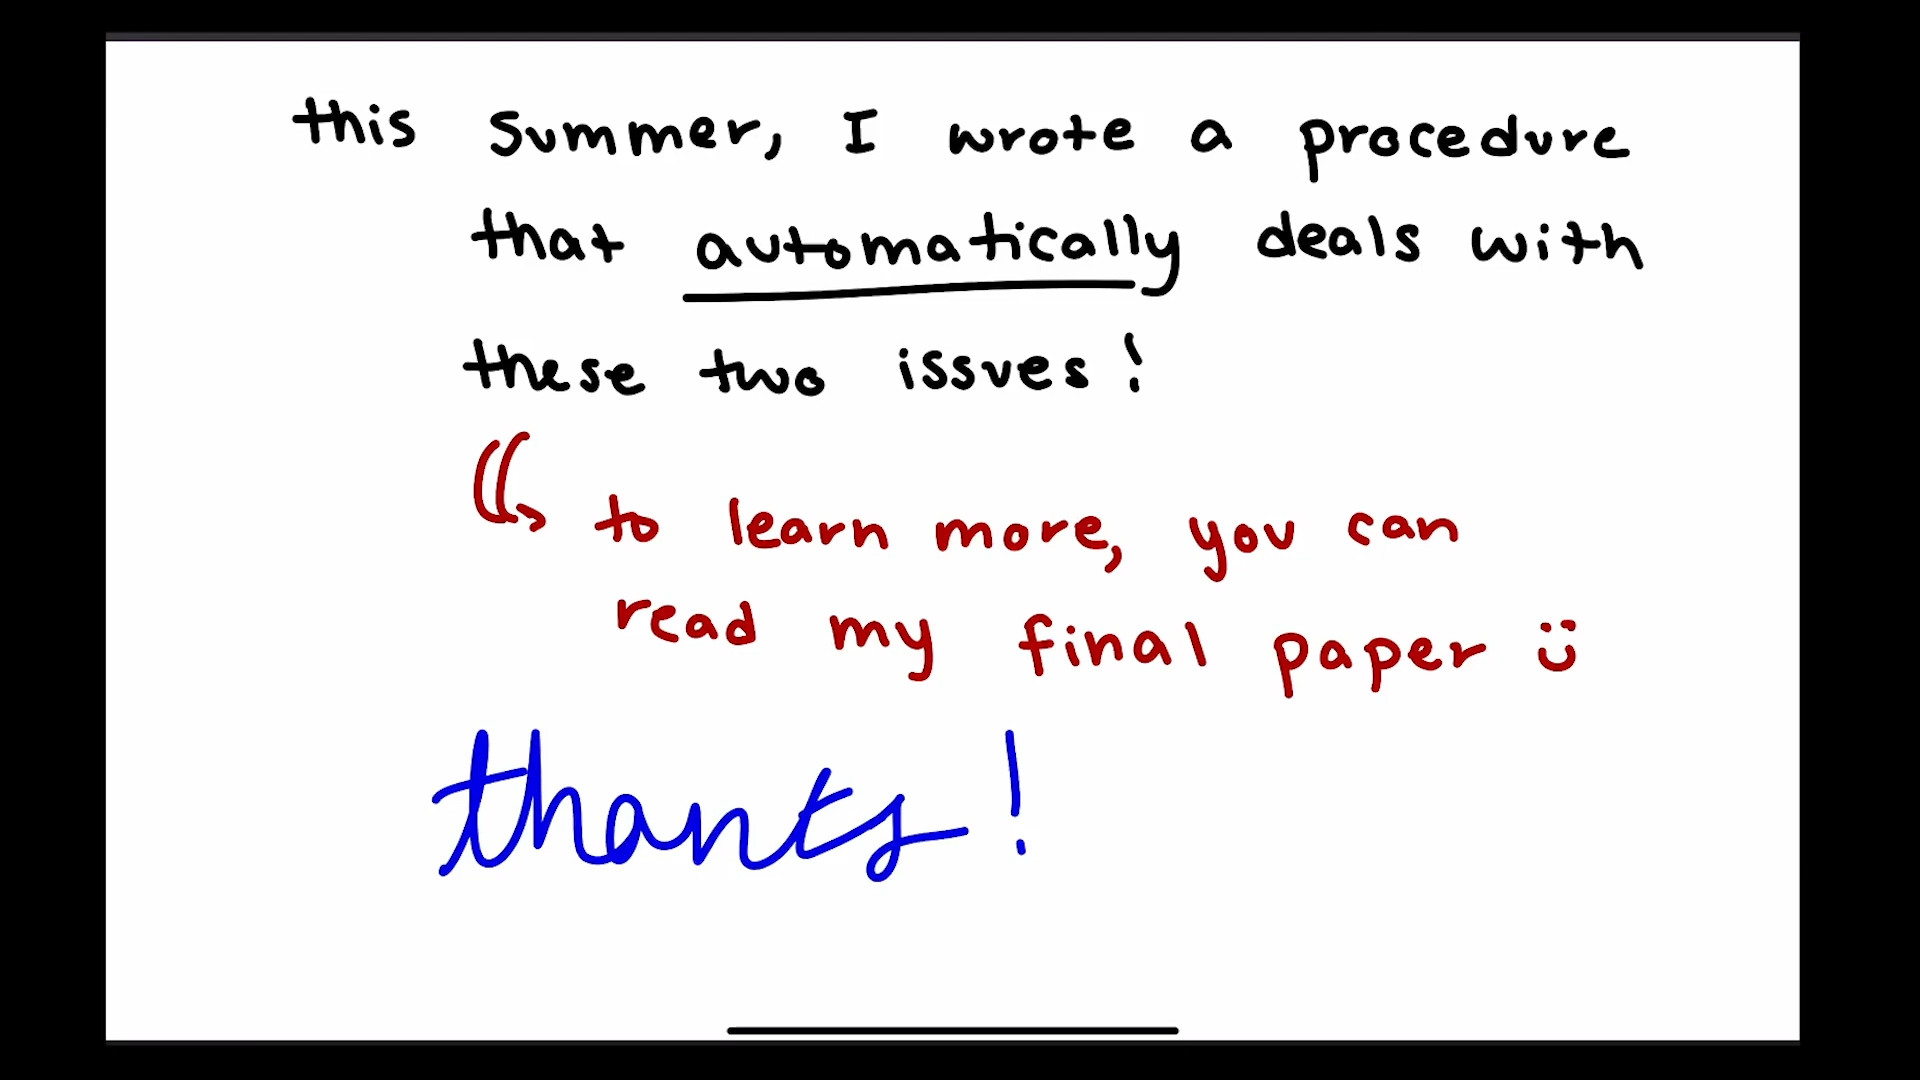 this summer, I wrote a procedure
that automatically deals with
these two issues!
to learn more, you can
read my final paper :)
thanks!